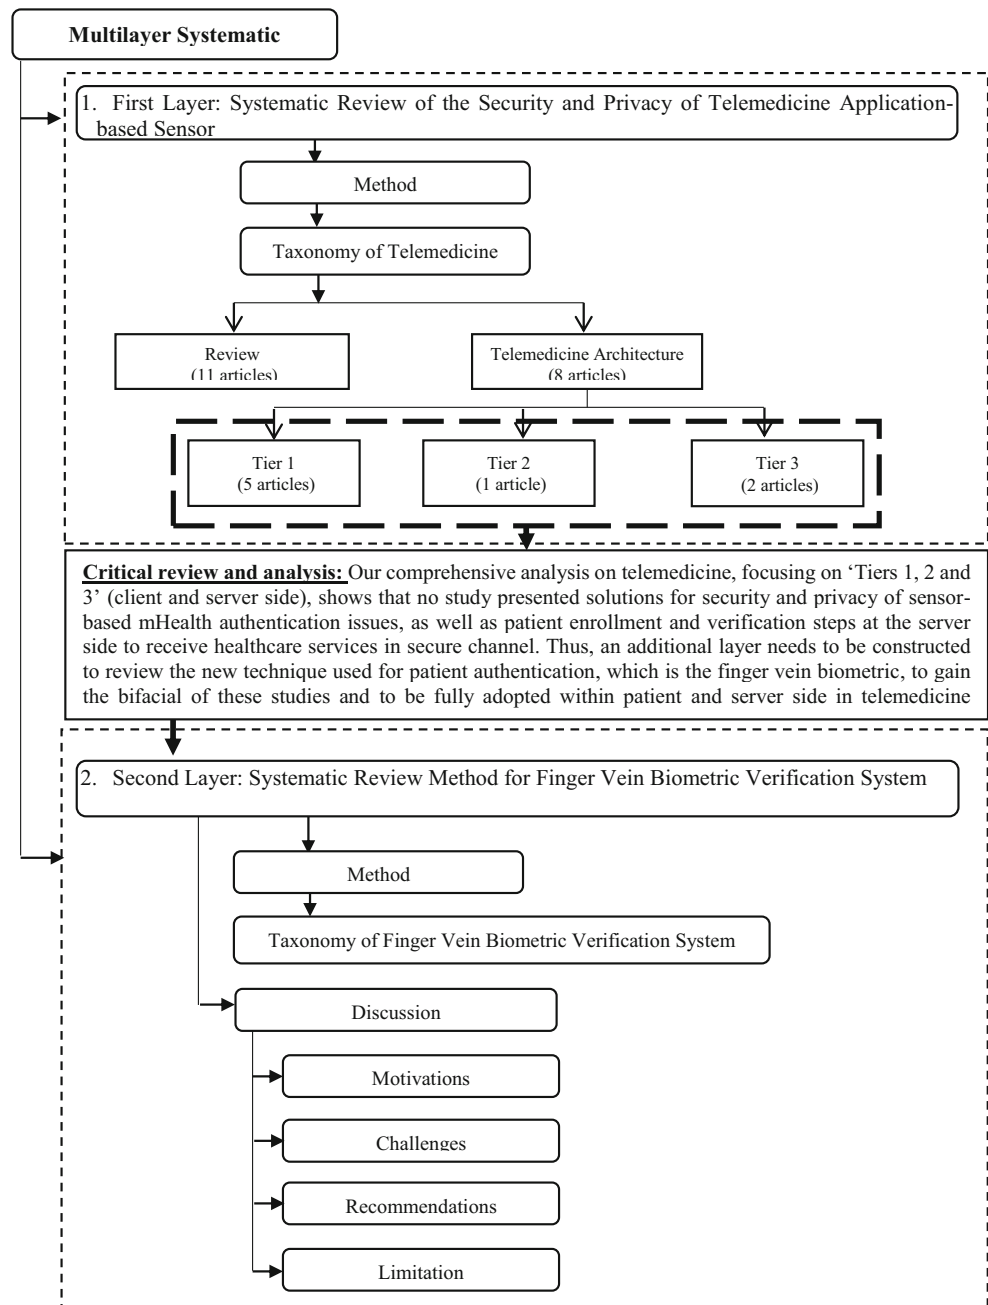 Multilayer Systematic
1. First Layer: Systematic Review of the Security and Privacy of Telemedicine Application-
based Sensor
Method
Taxonomy of Telemedicine
Review
(11 articles)
Telemedicine Architecture
(8 articles)
Tier 1
(5 articles)
Tier 2
(1 article)
Tier 3
(2 articles)
Critical review and analysis: Our comprehensive analysis on telemedicine, focusing on ‘Tiers 1, 2 and
3’ (client and server side), shows that no study presented solutions for security and privacy of sensor-
based mHealth authentication issues, as well as patient enrollment and verification steps at the server
side to receive healthcare services in secure channel. Thus, an additional layer needs to be constructed
to review the new technique used for patient authentication, which is the finger vein biometric, to gain
the bifacial of these studies and to be fully adopted within patient and server side in telemedicine
2. Second Layer: Systematic Review Method for Finger Vein Biometric Verification System
Method
Taxonomy of Finger Vein Biometric Verification System
Discussion
Motivations
Challenges
Recommendations
Limitation